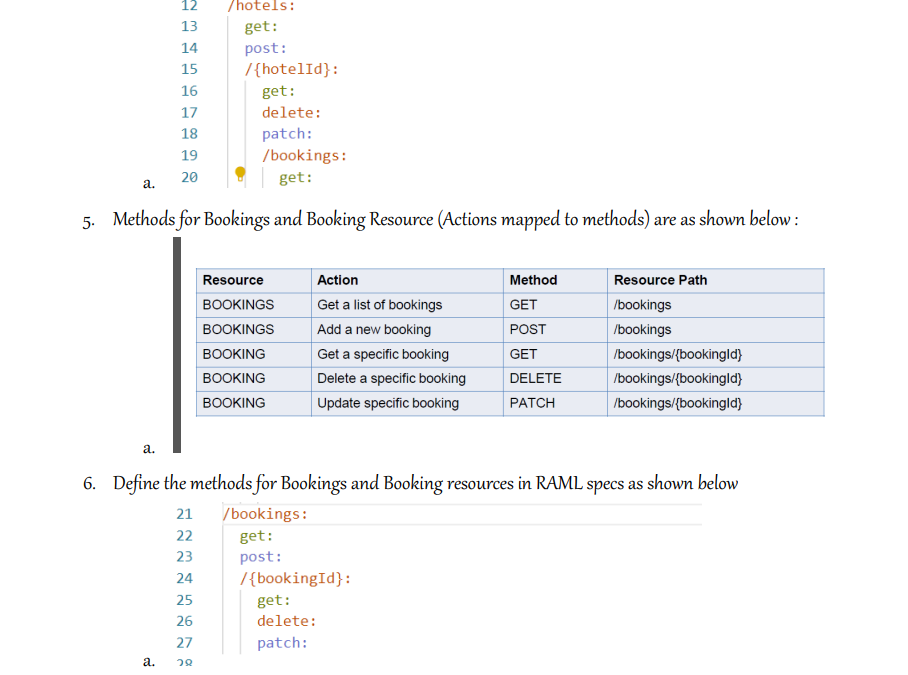 12 /hotels:
13 get:
14 post:
15 /{hotelId}:
16 get:
17 delete:
18 patch:
19 /bookings:
a. 20 get:
5. Methods for Bookings and Booking Resource (Actions mapped to methods) are as shown below :
Resource Action Method Resource Path
BOOKINGS Get a list of bookings GET /bookings
BOOKINGS Add a new booking POST /bookings
BOOKING Get a specific booking GET /bookings/{bookingId}
BOOKING Delete a specific booking DELETE /bookings/{bookingId}
BOOKING Update specific booking PATCH /bookings/{bookingId}
a.
6. Define the methods for Bookings and Booking resources in RAML specs as shown below
21 /bookings:
22 get:
23 post:
24 /{bookingId}:
25 get:
26 delete:
27 patch:
a. 28